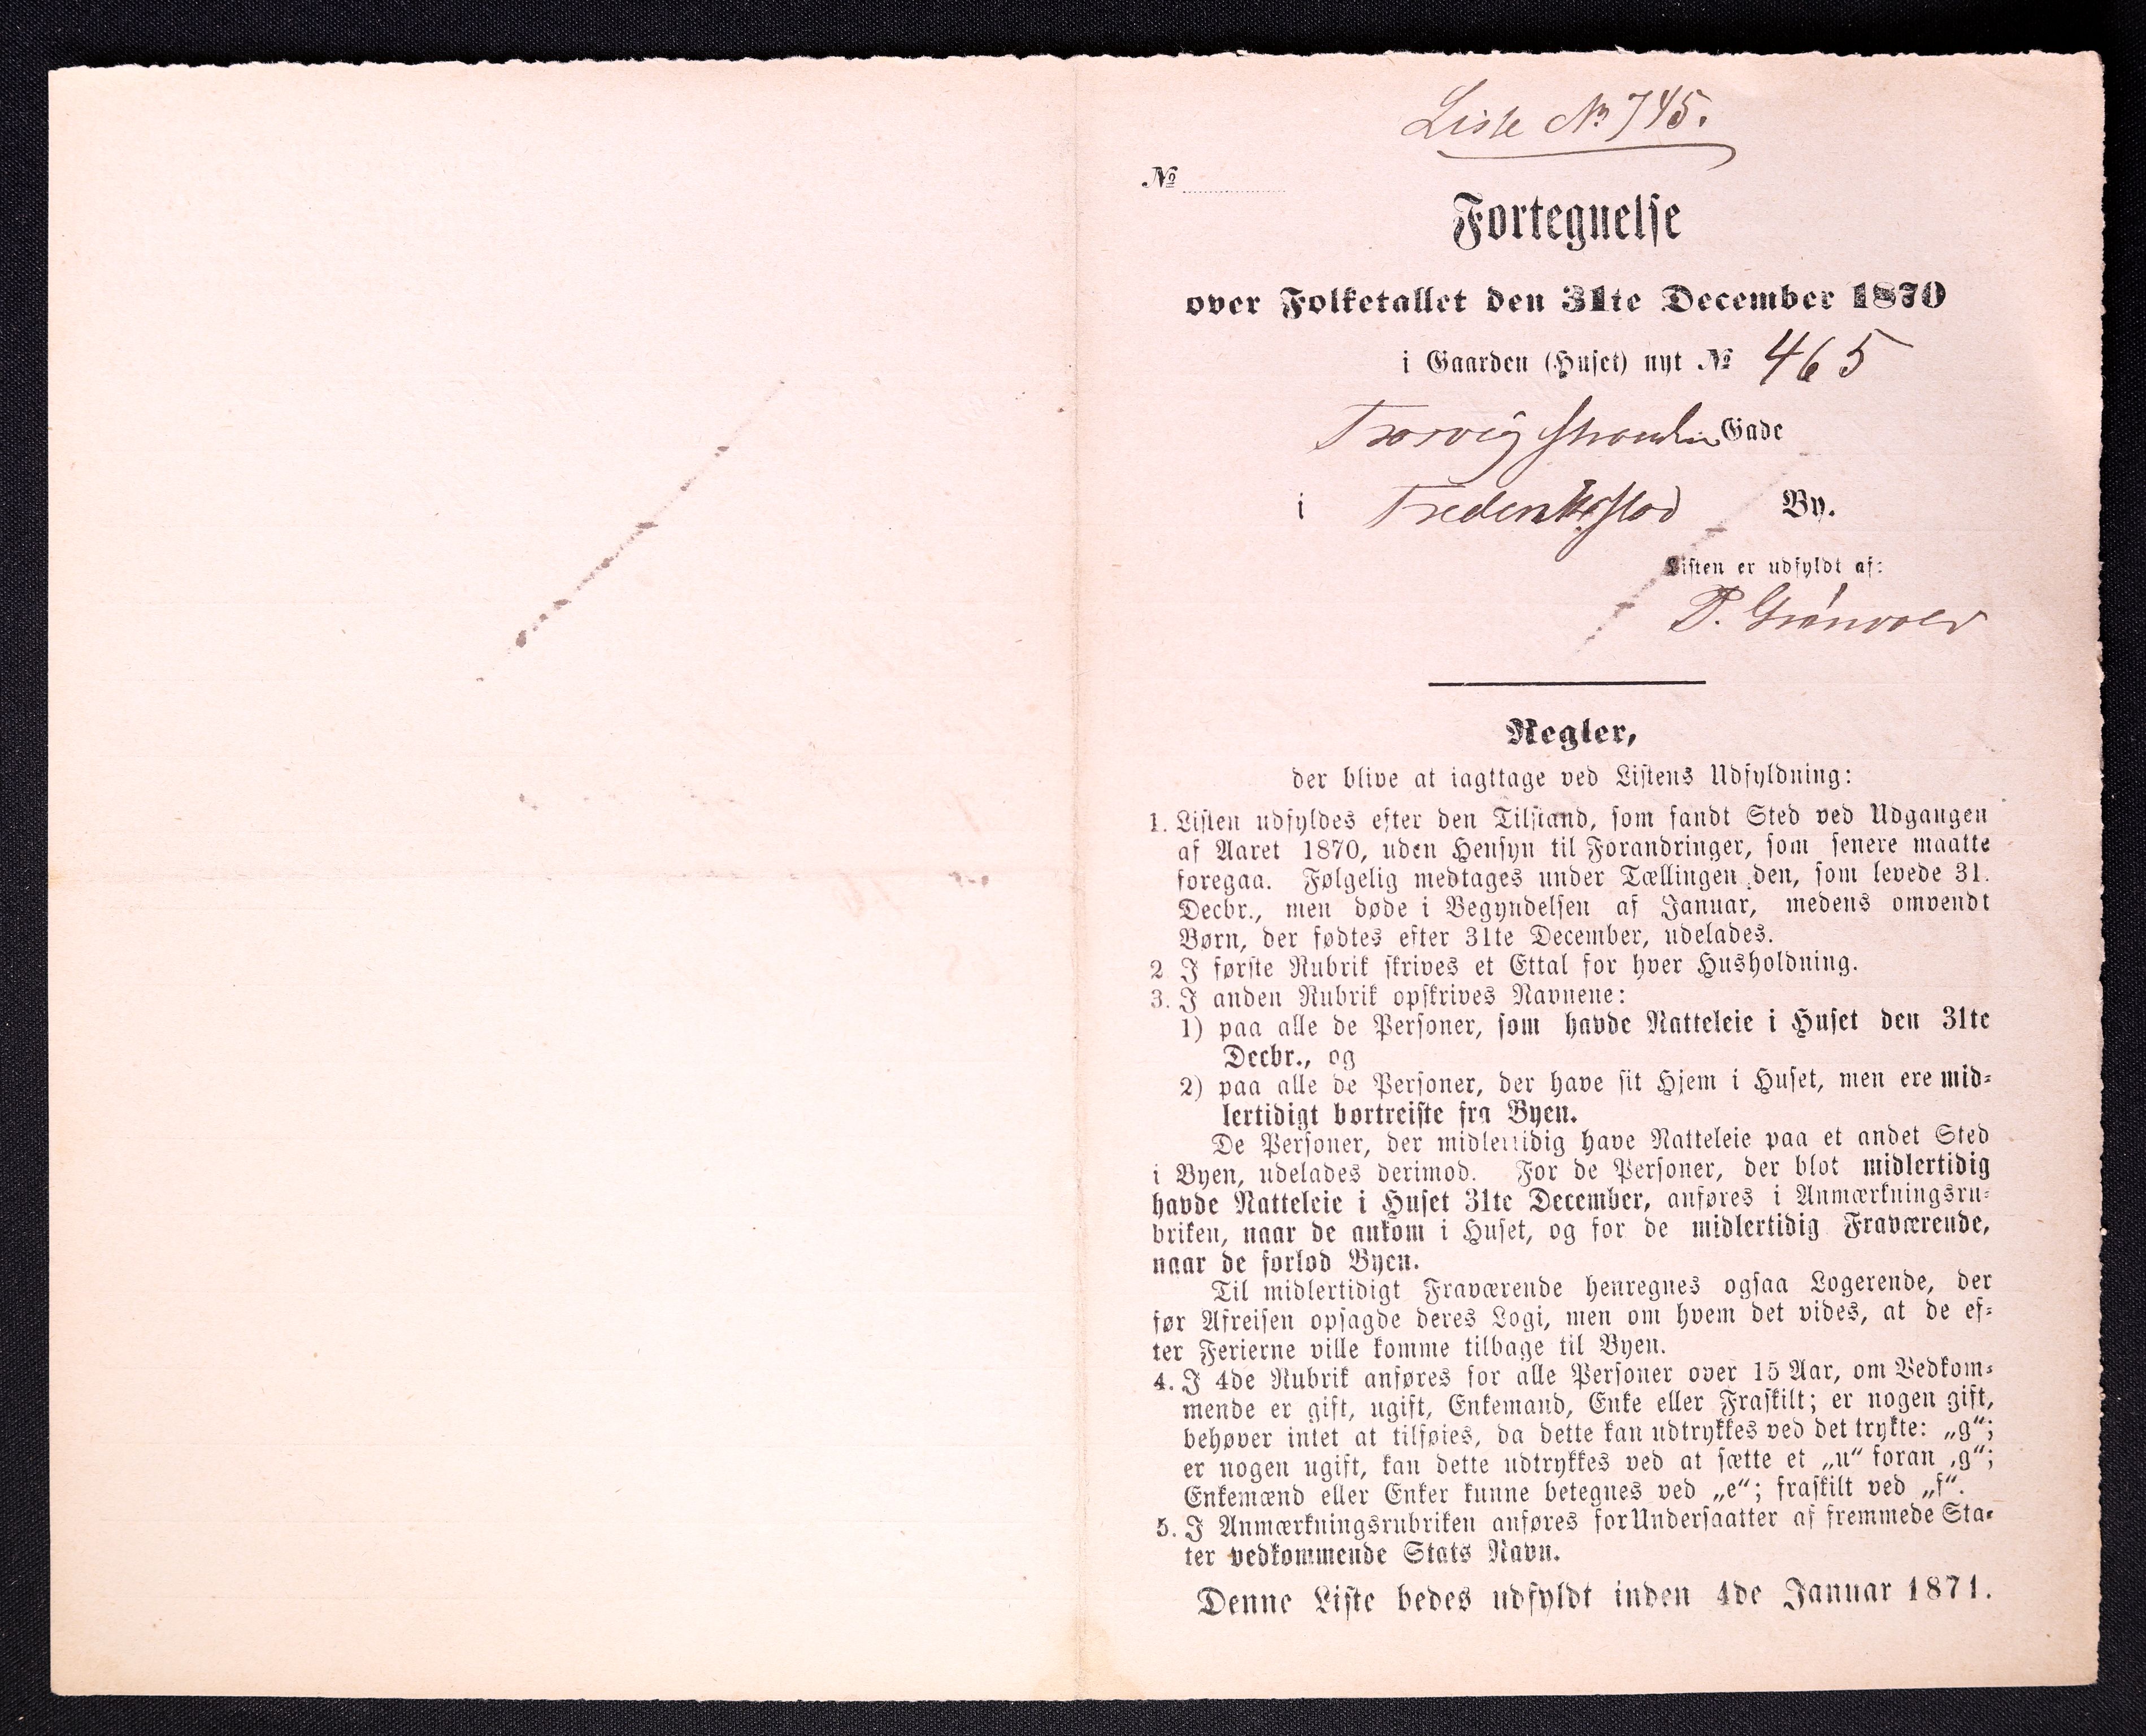 Liste № 745.
№
Fortegnelse
over Folketallet den 31te December 1870
i Gaarden (Huset) nyt № 465
Gade
i Frederikstad By.
Listen er udfyldt af:
P. Grønvold
Regler,
der blive at iagttage ved Listens Udfyldning:
1. Listen udfyldes efter den Tilstand, som fandt Sted ved Udgangen
af Aaret 1870, uden Hensyn til Forandringer, som senere maatte
foregaa. Følgelig medtages under Tællingen den, som levede 31.
Decbr., men døde i Begyndelsen af Januar, medens omvendt
Børn, der fødtes efter 31te December, udelades.
2. I første Rubrik skrives et Ettal for hver Husholdning.
3. I anden Rubrik opskrives Navnene:
1) paa alle de Personer, som havde Natteleie i Huset den 31te
Decbr., og
2) paa alle de Personer, der have sit Hjem i Huset, men ere mid-
lertidigt bortreiste fra Byen.
De Personer, der midlertidig have Natteleie paa et andet Sted
i Byen, udelades derimod. For de Personer, der blot midlertidig
havde Natteleie i Huset 31te December, anføres i Anmærkningsru-
briken, naar de ankom i Huset, og for de midlertidig Fraværende,
naar de forlod Byen.
Til midlertidigt Fraværende henregnes ogsaa Logerende, der
før Afreisen opsagde deres Logi, men om hvem det vides, at de ef-
ter Ferierne ville komme tilbage til Byen.
4. I 4de Rubrik anføres for alle Personer over 15 Aar, om Vedkom-
mende er gift, ugift, Enkemand, Enke eller Fraskilt; er nogen gift,
behøver intet at tilføies, da dette kan udtrykkes ved det trykte: „g“;
er nogen ugift, kan dette udtrykkes ved at sætte et „u“ foran „g“;
Enkemænd eller Enker kunne betegnes ved „e“; fraskilt ved „f“.
5. I Anmærkningsrubriken anføres for Undersaatter af fremmede Sta-
ter vedkommende Stats Navn.
Denne Liste bedes udfyldt inden 4de Januar 1871.